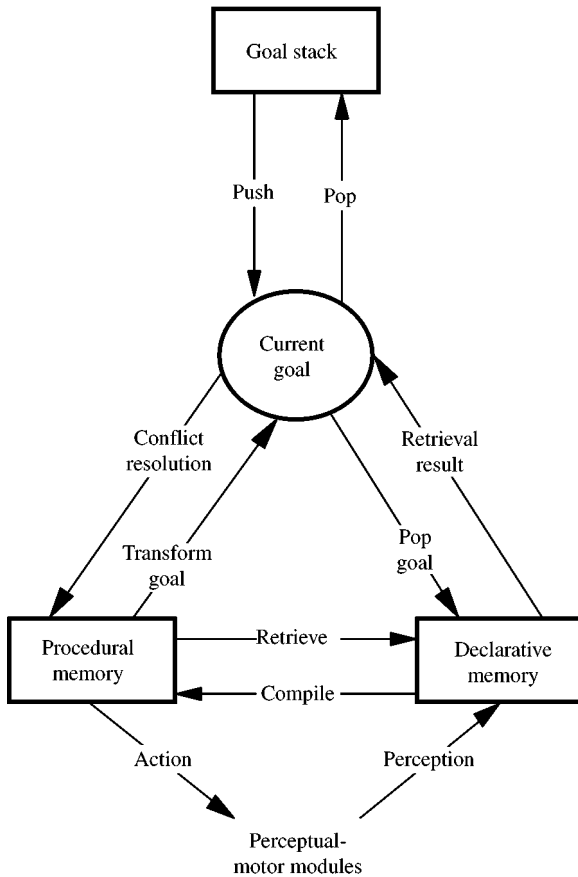 Goal stack
Push
Pop
Current
goal
Conflict
resolution
Retrieval
result
Transform
goal
Pop
goal
Procedural
memory
Retrieve
Declarative
memory
Compile
Action
Perception
Perceptual-
motor modules